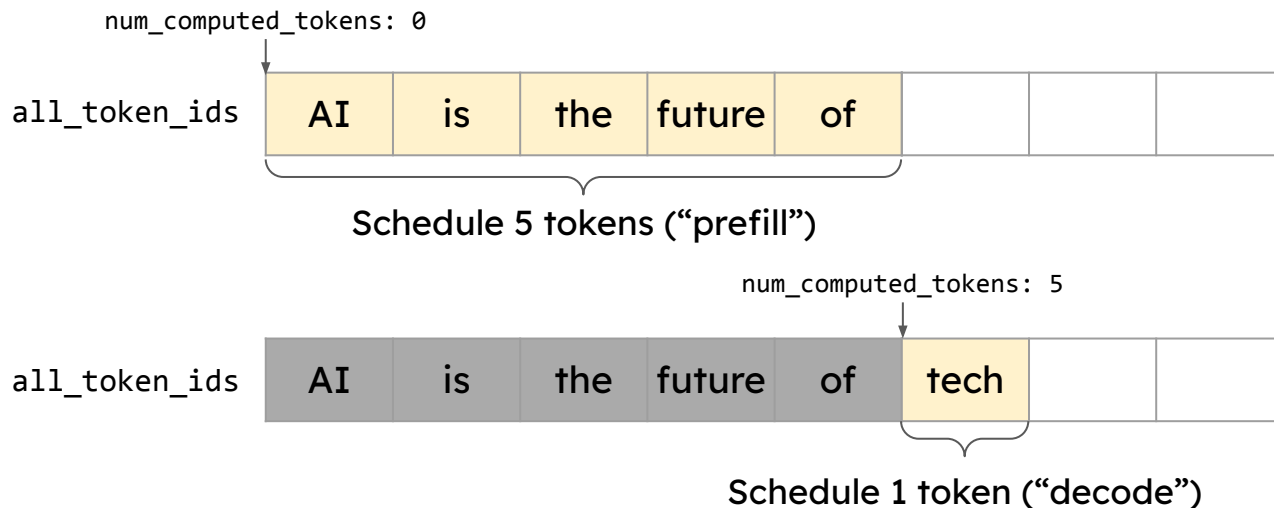 num_computed_tokens: 0
all_token_ids AI is the future of
Schedule 5 tokens (“prefill”)
num_computed_tokens: 5
all_token_ids AI is the future of tech
Schedule 1 token (“decode”)